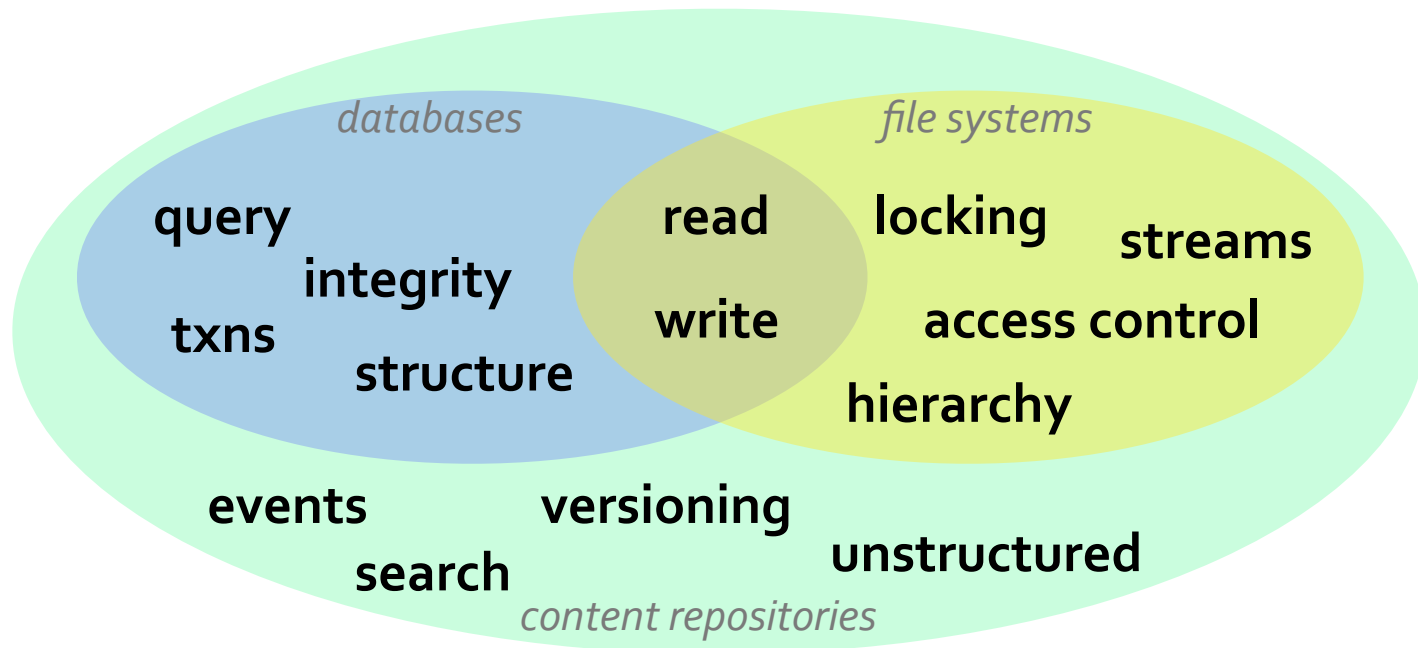 databases
file systems
query
read
locking
streams
integrity
txns
write
access control
structure
hierarchy
events
versioning
unstructured
search
content repositories